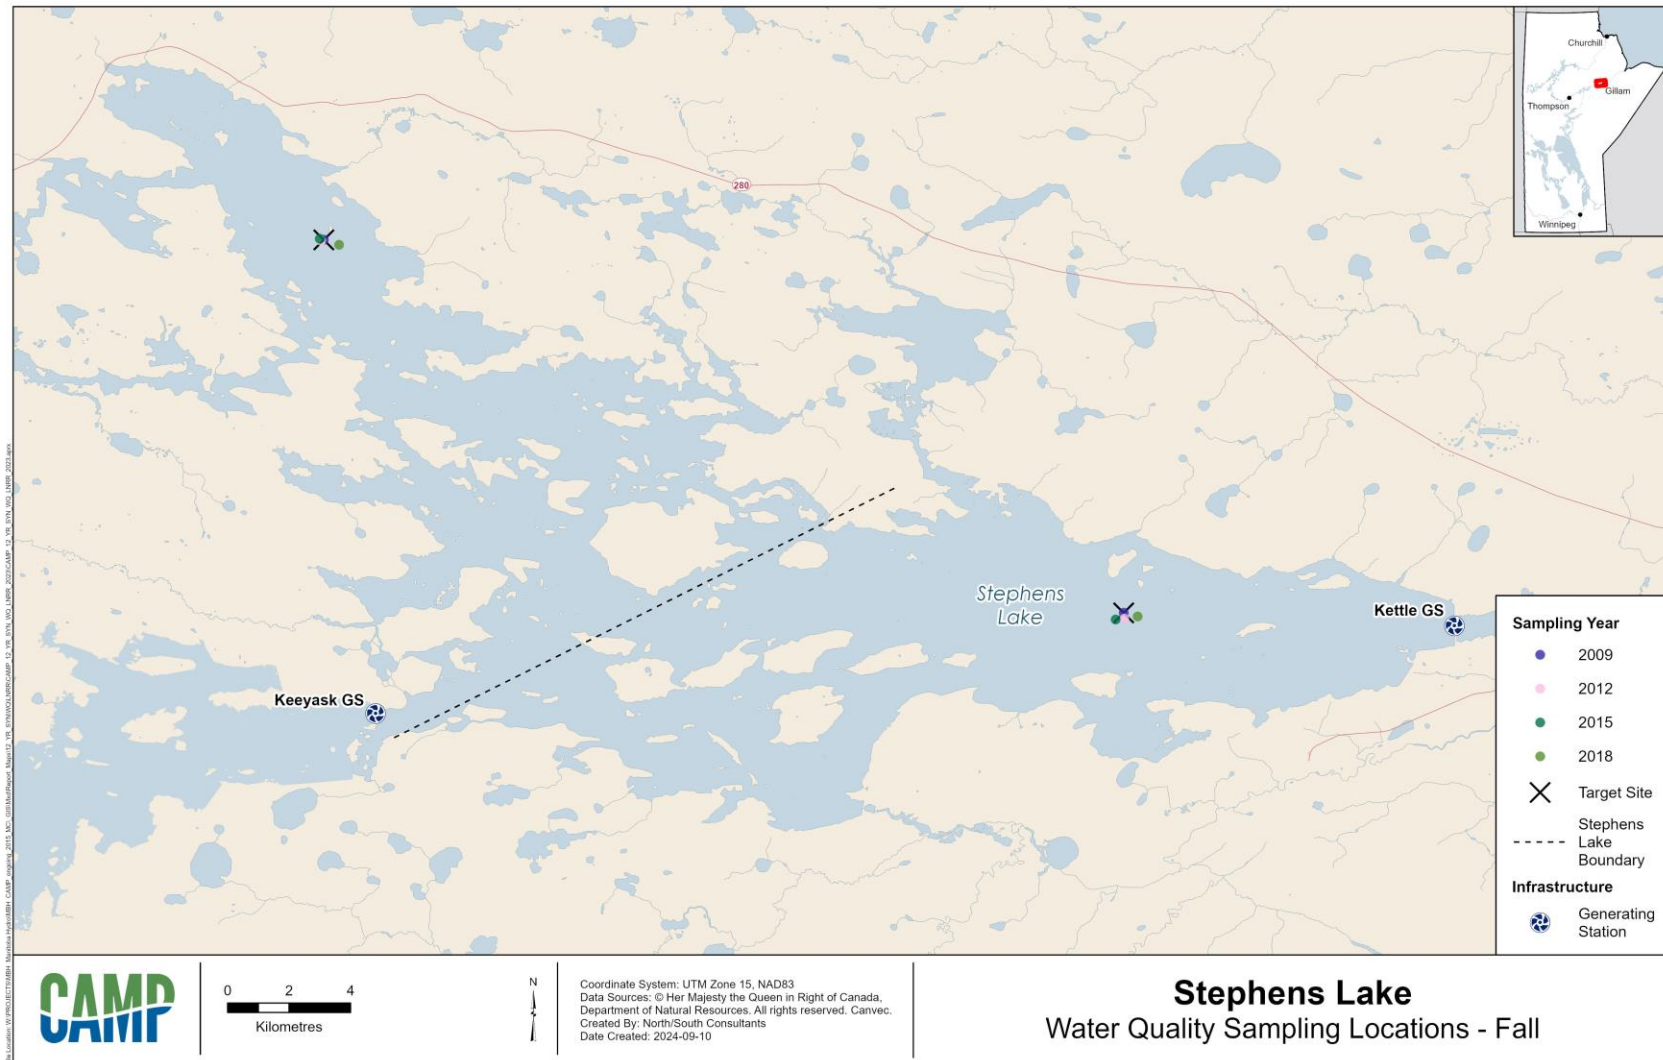 Churchill
Gillam
Thompson
Winnipeg
280
Stephens
Lake
Kettle GS
Keeyask GS
Sampling Year
2009
2012
2015
2018
Target Site
Stephens
Lake
Boundary
Infrastructure
Generating
Station
CAMP
0 2 4
Kilometres
N
Coordinate System: UTM Zone 15, NAD83
Data Sources: © Her Majesty the Queen in Right of Canada,
Department of Natural Resources. All rights reserved. Canvec.
Created By: North/South Consultants
Date Created: 2024-09-10
Stephens Lake
Water Quality Sampling Locations - Fall